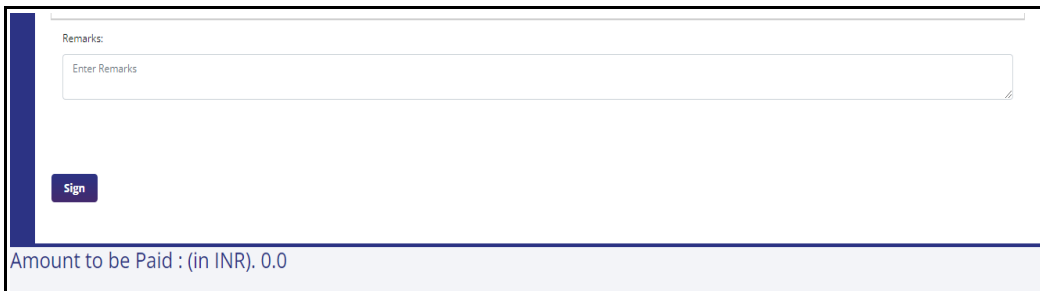 Remarks:
Enter Remarks
Sign
Amount to be Paid : (in INR). 0.0